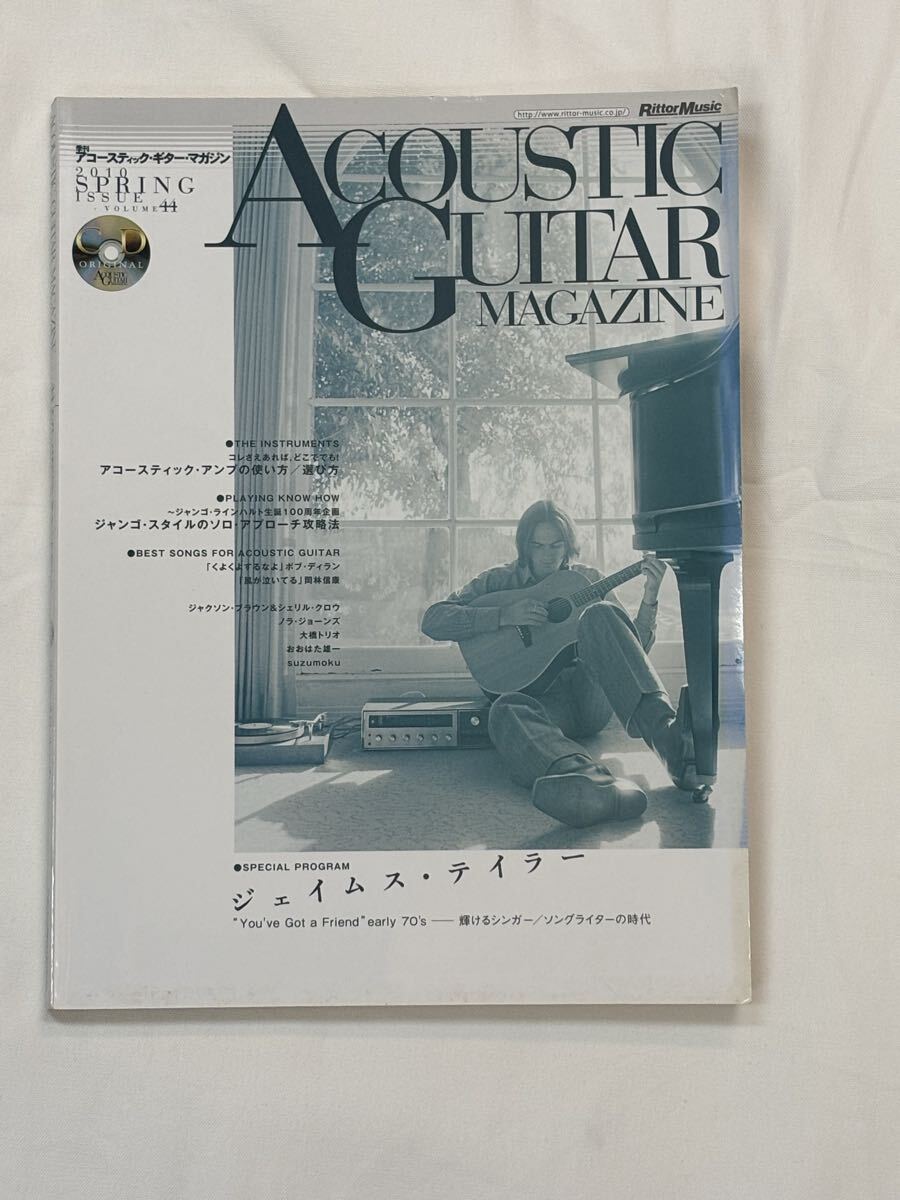 http://www.rittor-music.co.jp/
RittorMusic
季刊
アコースティック・ギター・マガジン
2010
SPRING
ISSUE
・VOLUME 44
ACOUSTIC
GUITAR
MAGAZINE
CD
ORIGINAL
ACOUSTIC
GUITAR
●THE INSTRUMENTS
コレさえあれば、どこででも!
アコースティック・アンプの使い方/選び方
●PLAYING KNOW HOW
〜ジャンゴ・ラインハルト生誕100周年企画
ジャンゴ・スタイルのソロ・アプローチ攻略法
●BEST SONGS FOR ACOUSTIC GUITAR
「くよくよするなよ」ボブ・ディラン
「風が泣いてる」岡林信康
ジャクソン・ブラウン&シェリル・クロウ
ノラ・ジョーンズ
大橋トリオ
おおはた雄一
suzumoku
●SPECIAL PROGRAM
ジェイムス・テイラー
"You've Got a Friend" early 70's ―― 輝けるシンガー/ソングライターの時代